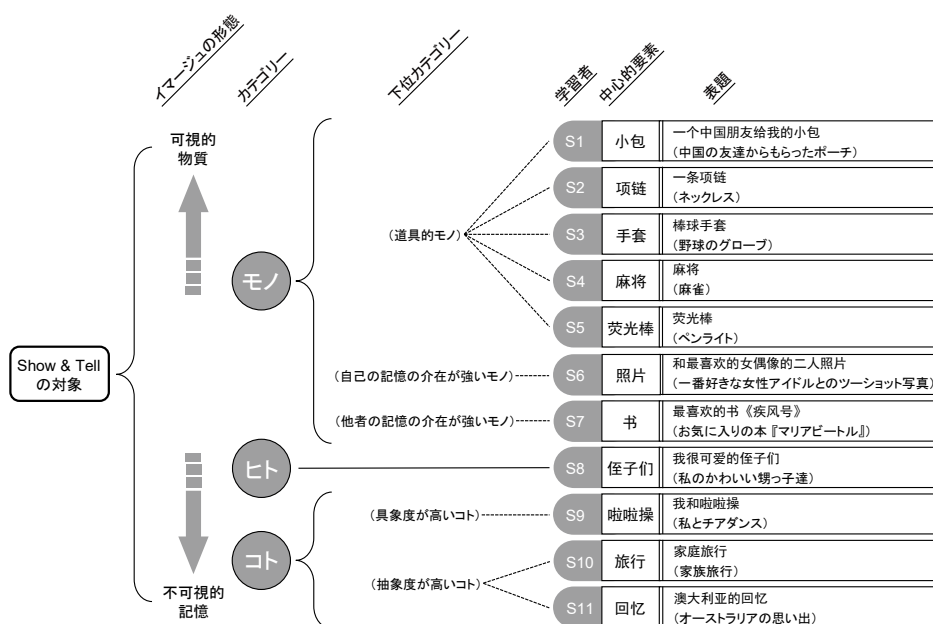 イマージュの形態
カテゴリー
下位カテゴリー
学習者
中心的要素
表題
可視的
物質
Show & Tell
の対象
不可視的
記憶
モノ
ヒト
コト
(道具的モノ)
(自己の記憶の介在が強いモノ)
(他者の記憶の介在が強いモノ)
(具象度が高いコト)
(抽象度が高いコト)
S1 小包 一个中国朋友给我的小包
(中国の友達からもらったポーチ)
S2 项链 一条项链
(ネックレス)
S3 手套 棒球手套
(野球のグローブ)
S4 麻将 麻将
(麻雀)
S5 荧光棒 荧光棒
(ペンライト)
S6 照片 和最喜欢的女偶像的二人照片
(一番好きな女性アイドルとのツーショット写真)
S7 书 最喜欢的书《疾风号》
(お気に入りの本『マリアビートル』)
S8 侄子们 我很可爱的侄子们
(私のかわいい甥っ子達)
S9 啦啦操 我和啦啦操
(私とチアダンス)
S10 旅行 家庭旅行
(家族旅行)
S11 回忆 澳大利亚的回忆
(オーストラリアの思い出)